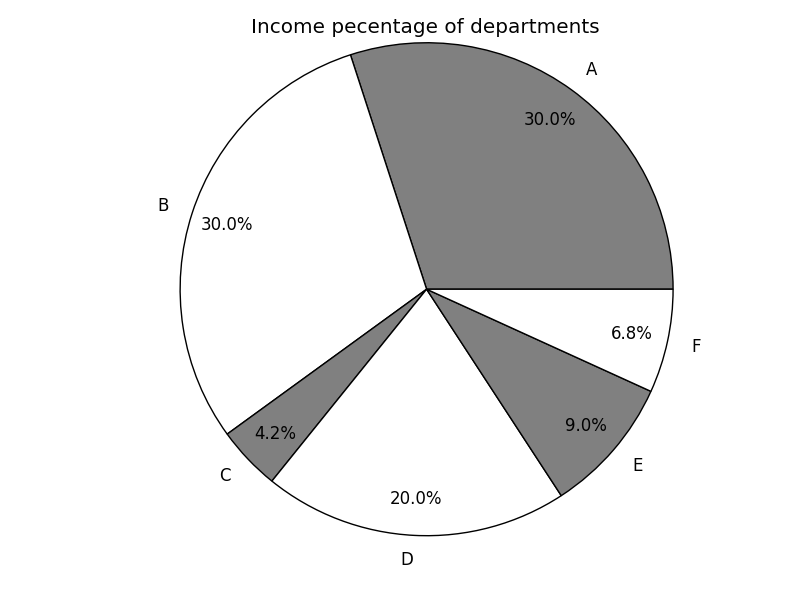 Income pecentage of departments
A
30.0%
B
30.0%
C
4.2%
D
20.0%
E
9.0%
F
6.8%